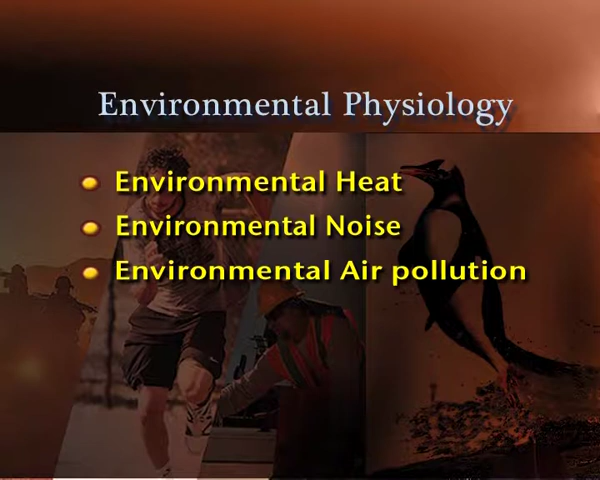 Environmental Physiology
Environmental Heat
Environmental Noise
Environmental Air pollution